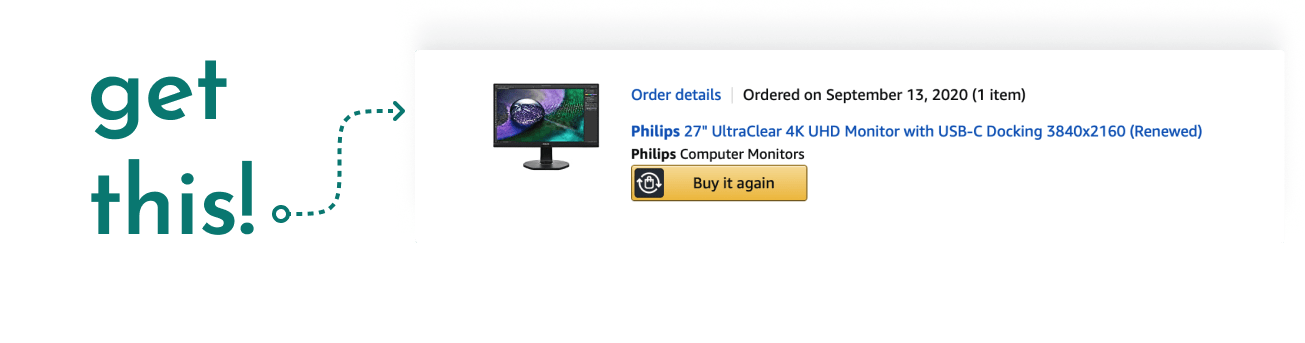 get
this!
Order details | Ordered on September 13, 2020 (1 item)
Philips 27" UltraClear 4K UHD Monitor with USB-C Docking 3840x2160 (Renewed)
Philips Computer Monitors
Buy it again